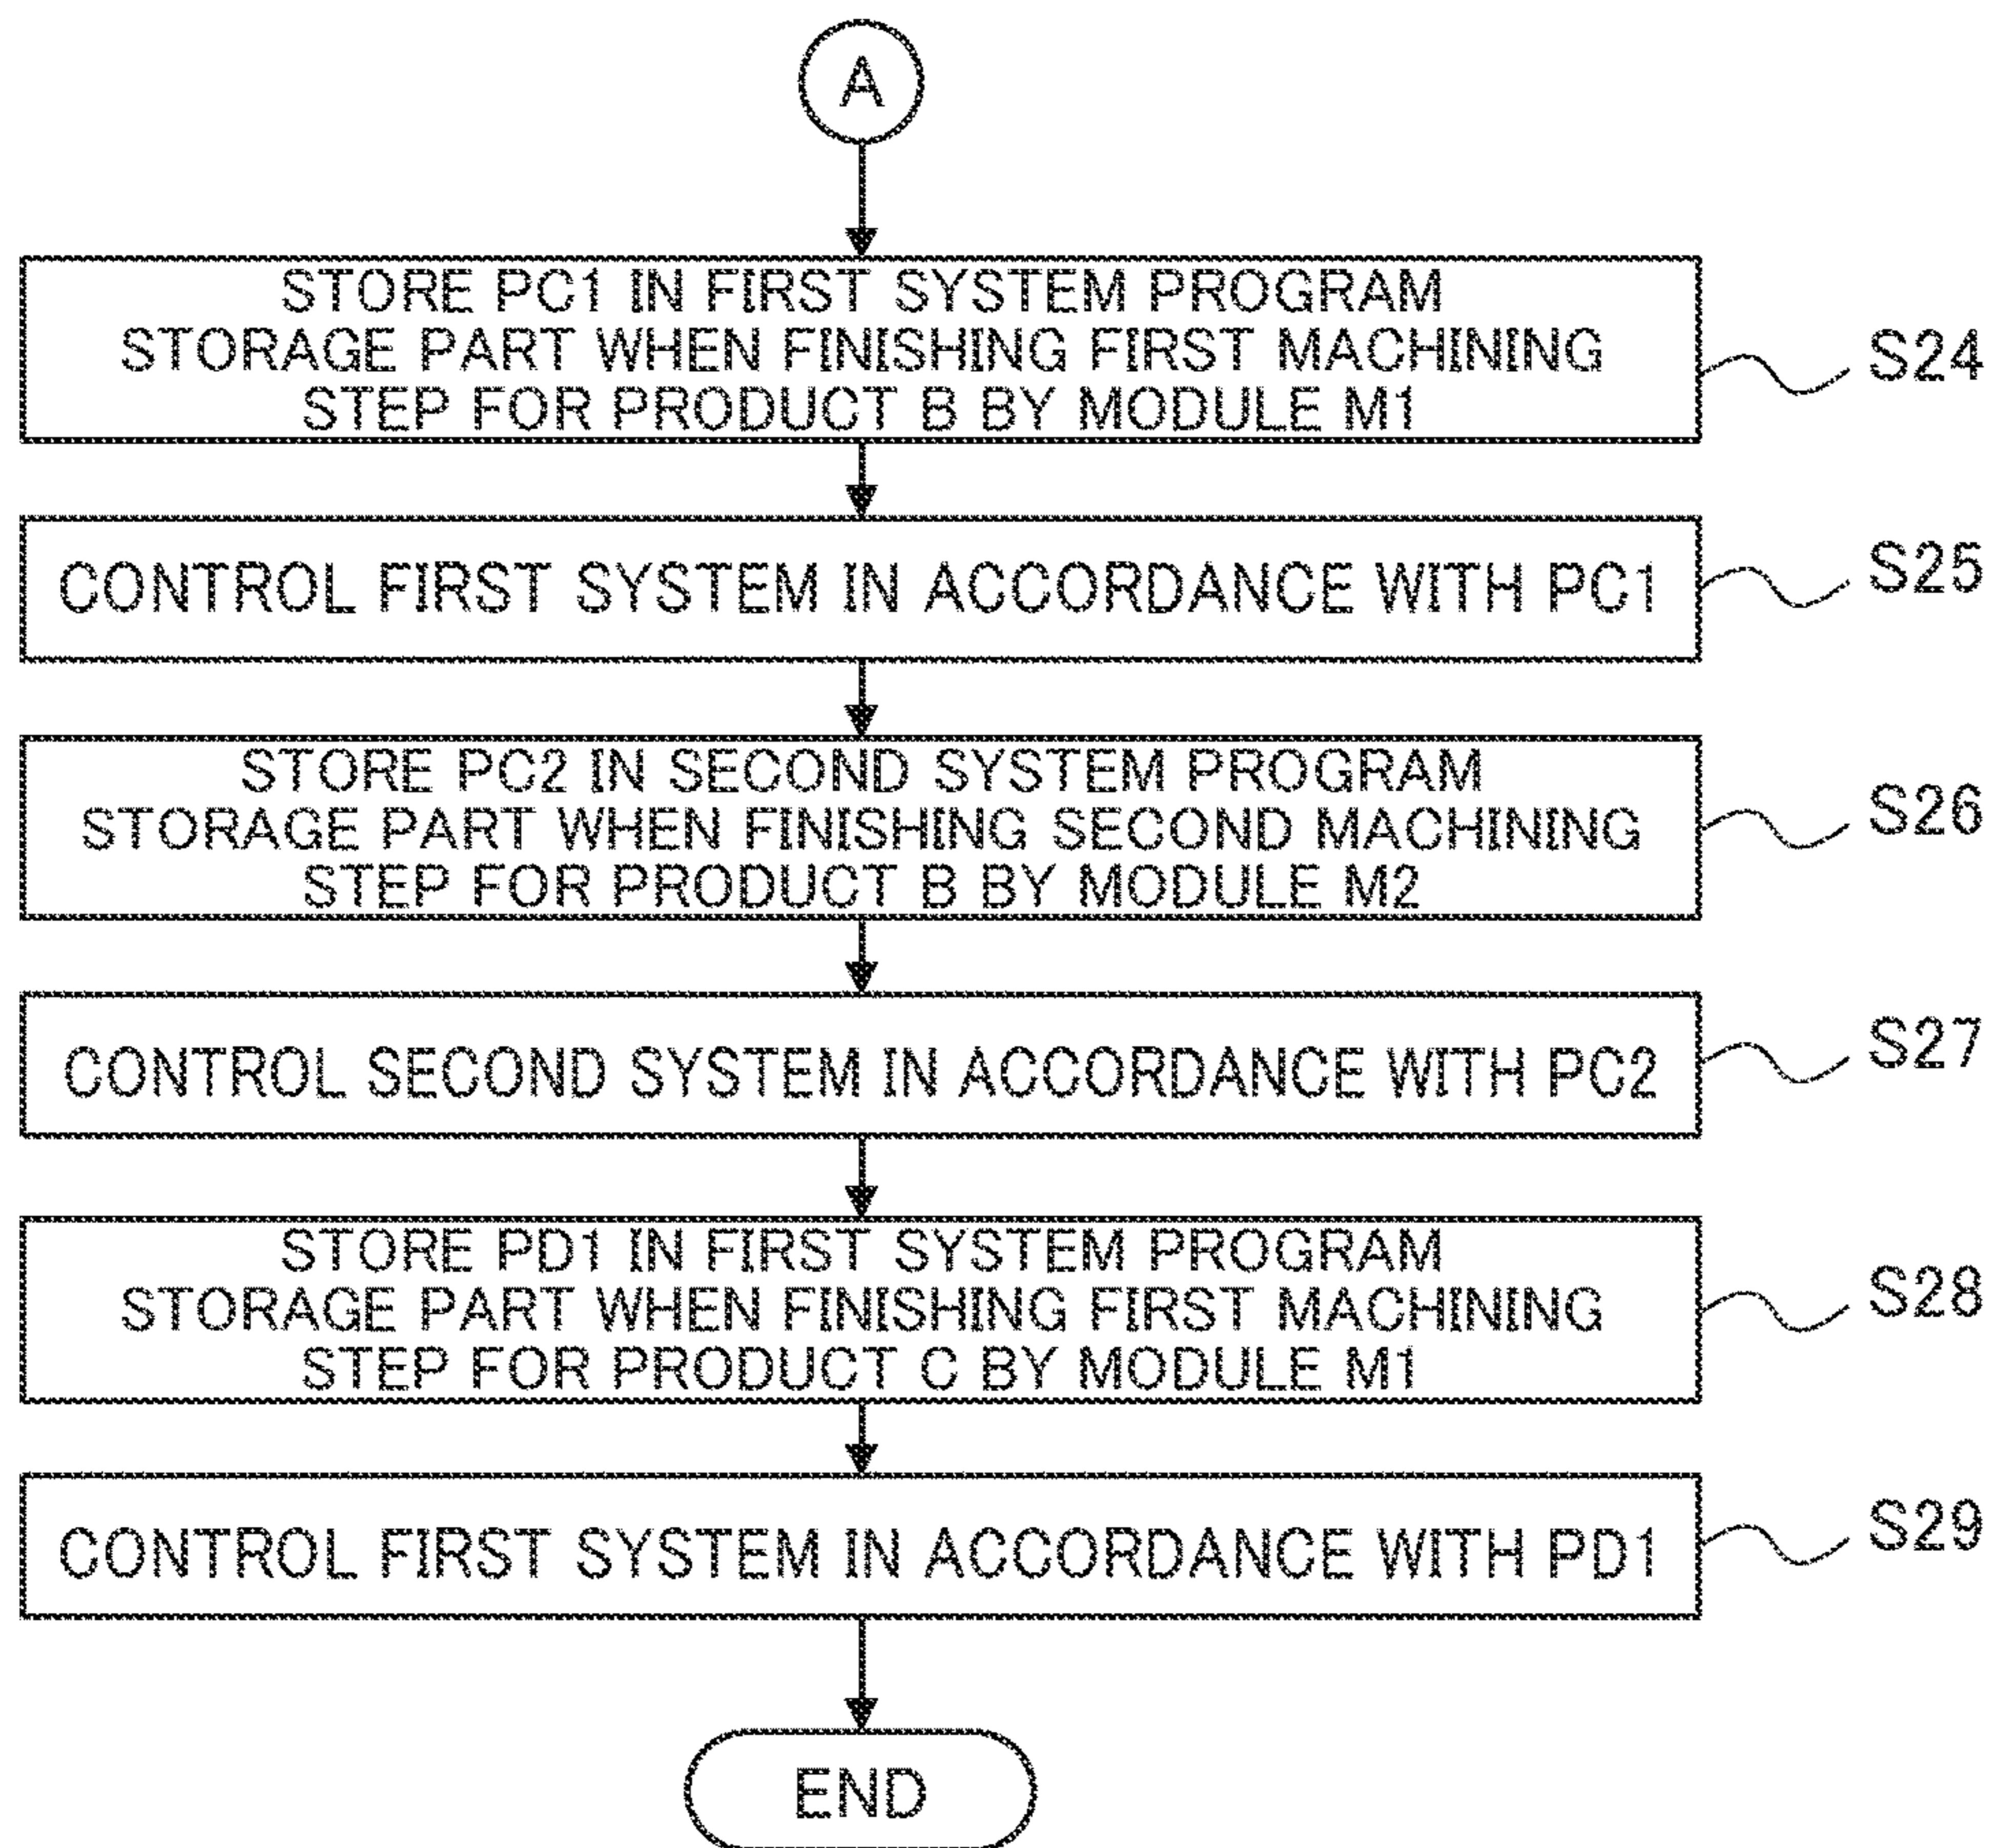 A
STORE PC1 IN FIRST SYSTEM PROGRAM
STORAGE PART WHEN FINISHING FIRST MACHINING
STEP FOR PRODUCT B BY MODULE M1
S24
CONTROL FIRST SYSTEM IN ACCORDANCE WITH PC1
S25
STORE PC2 IN SECOND SYSTEM PROGRAM
STORAGE PART WHEN FINISHING SECOND MACHINING
STEP FOR PRODUCT B BY MODULE M2
S26
CONTROL SECOND SYSTEM IN ACCORDANCE WITH PC2
S27
STORE PD1 IN FIRST SYSTEM PROGRAM
STORAGE PART WHEN FINISHING FIRST MACHINING
STEP FOR PRODUCT C BY MODULE M1
S28
CONTROL FIRST SYSTEM IN ACCORDANCE WITH PD1
S29
END